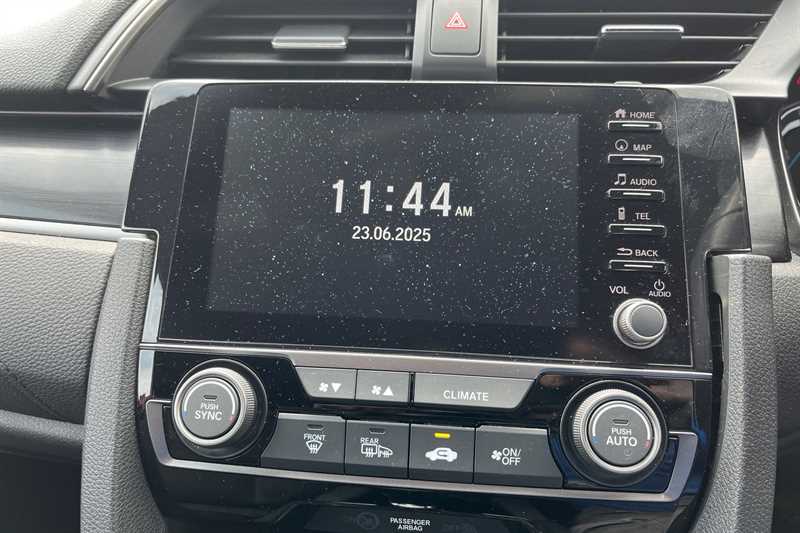 HOME
MAP
11:44 AM
AUDIO
TEL
23.06.2025
BACK
VOL
AUDIO
CLIMATE
PUSH
SYNC
PUSH
AUTO
FRONT
REAR
ON/
OFF
PASSENGER
AIRBAG